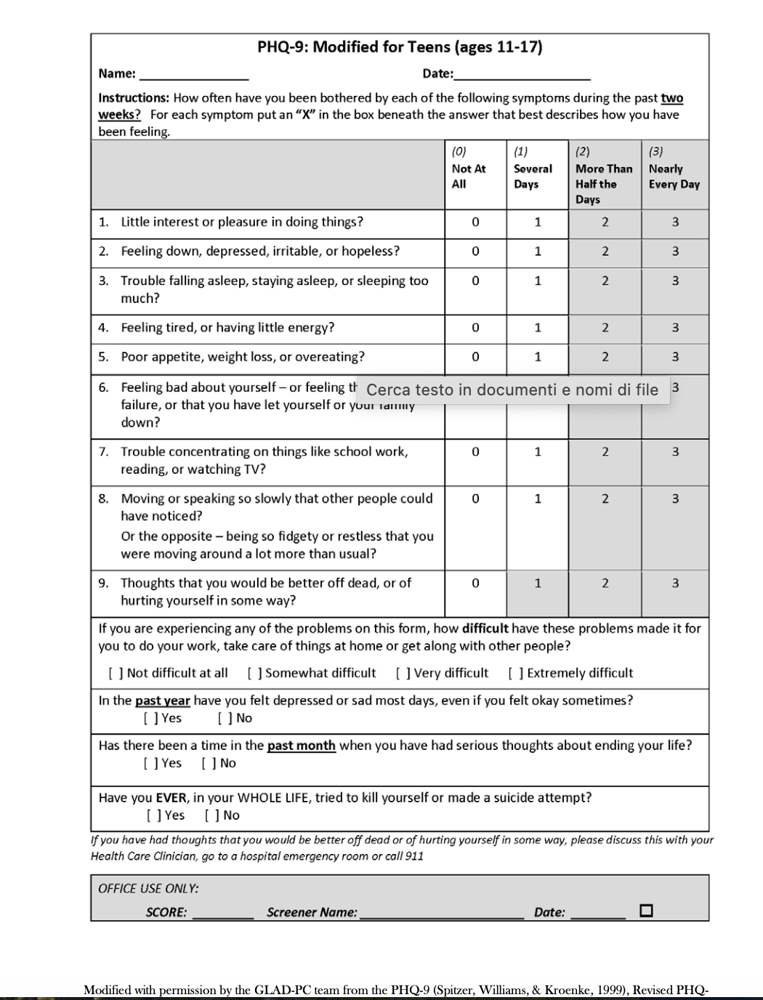 PHQ-9: Modified for Teens (ages 11-17)
Name: _______________ Date:___________________
Instructions: How often have you been bothered by each of the following symptoms during the past two
weeks? For each symptom put an “X” in the box beneath the answer that best describes how you have
been feeling.
(0) (1) (2) (3)
Not At Several More Than Nearly
All Days Half the Every Day
Days
1. Little interest or pleasure in doing things? 0 1 2 3
2. Feeling down, depressed, irritable, or hopeless? 0 1 2 3
3. Trouble falling asleep, staying asleep, or sleeping too 0 1 2 3
much?
4. Feeling tired, or having little energy? 0 1 2 3
5. Poor appetite, weight loss, or overeating? 0 1 2 3
6. Feeling bad about yourself – or feeling 3
Cerca testo in documenti e nomi di file
failure, or that you have let yourself or your family
down?
7. Trouble concentrating on things like school work, 0 1 2 3
reading, or watching TV?
8. Moving or speaking so slowly that other people could 0 1 2 3
have noticed?
Or the opposite – being so fidgety or restless that you
were moving around a lot more than usual?
9. Thoughts that you would be better off dead, or of 0 1 2 3
hurting yourself in some way?
If you are experiencing any of the problems on this form, how difficult have these problems made it for
you to do your work, take care of things at home or get along with other people?
[ ] Not difficult at all [ ] Somewhat difficult [ ] Very difficult [ ] Extremely difficult
In the past year have you felt depressed or sad most days, even if you felt okay sometimes?
[ ] Yes [ ] No
Has there been a time in the past month when you have had serious thoughts about ending your life?
[ ] Yes [ ] No
Have you EVER, in your WHOLE LIFE, tried to kill yourself or made a suicide attempt?
[ ] Yes [ ] No
If you have had thoughts that you would be better off dead or of hurting yourself in some way, please discuss this with your
Health Care Clinician, go to a hospital emergency room or call 911
OFFICE USE ONLY:
SCORE: _________ Screener Name: ________________________ Date: ________
Modified with permission by the GLAD-PC team from the PHQ-9 (Spitzer, Williams, & Kroenke, 1999), Revised PHQ-